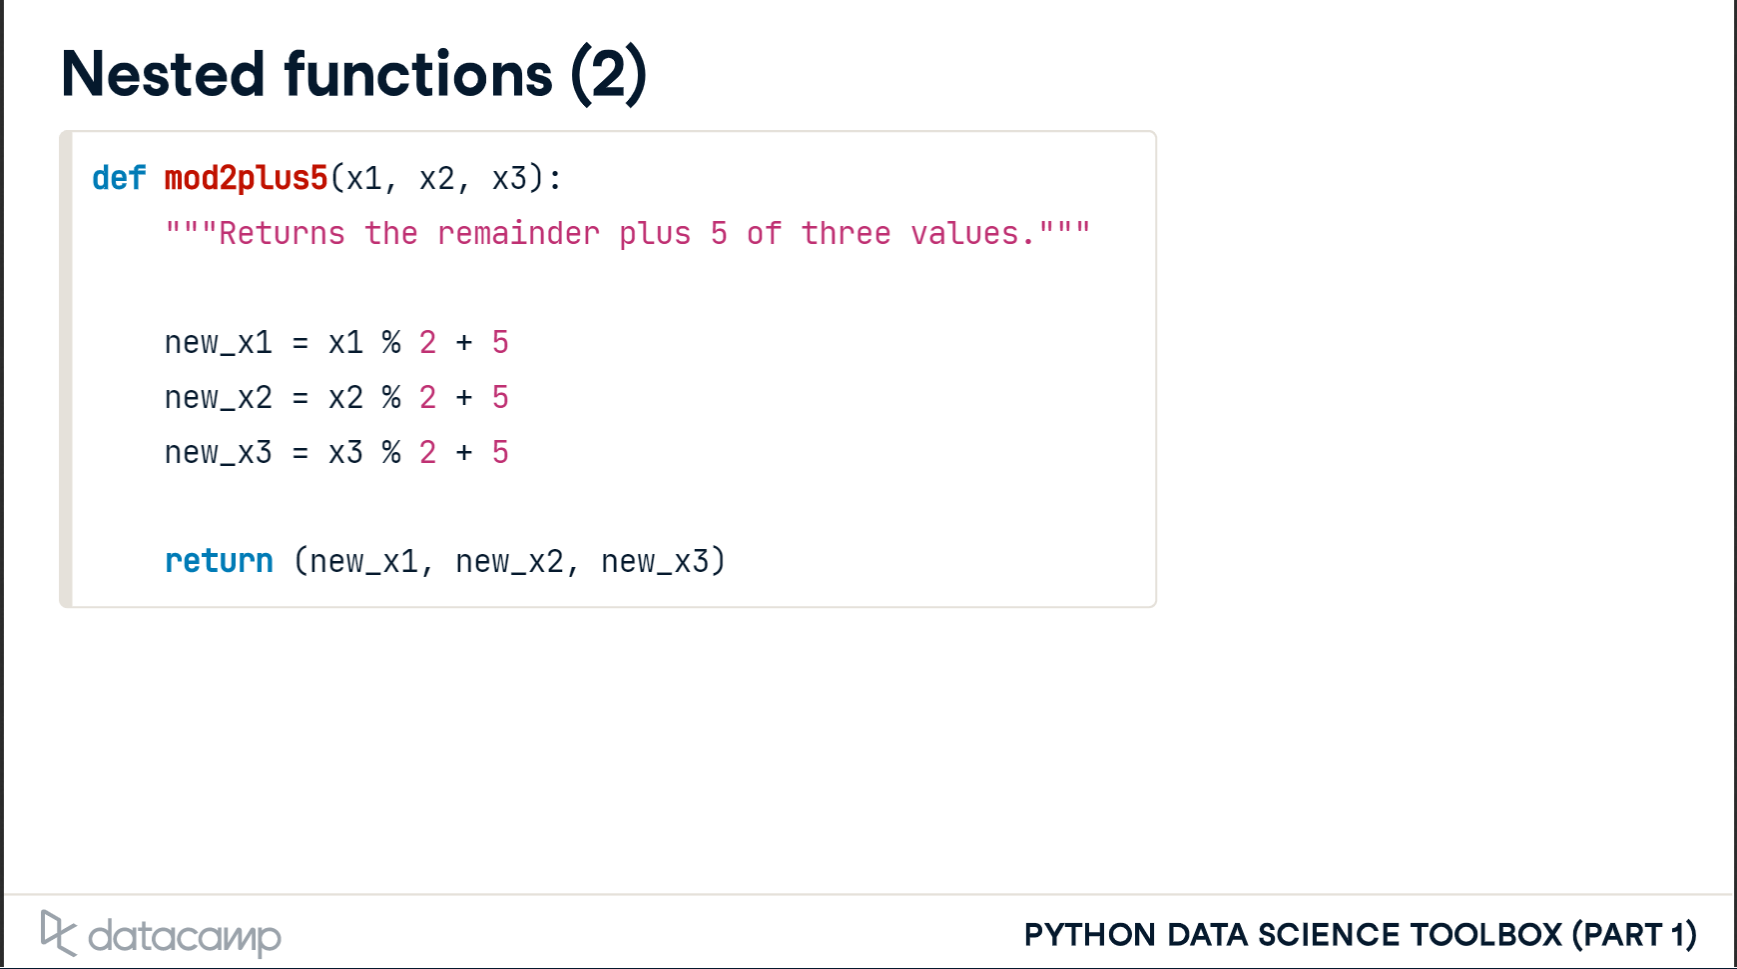 Nested functions (2)
def mod2plus5(x1, x2, x3):
    """Returns the remainder plus 5 of three values."""
    new_x1 = x1 % 2 + 5
    new_x2 = x2 % 2 + 5
    new_x3 = x3 % 2 + 5
    return (new_x1, new_x2, new_x3)
datacamp
PYTHON DATA SCIENCE TOOLBOX (PART 1)